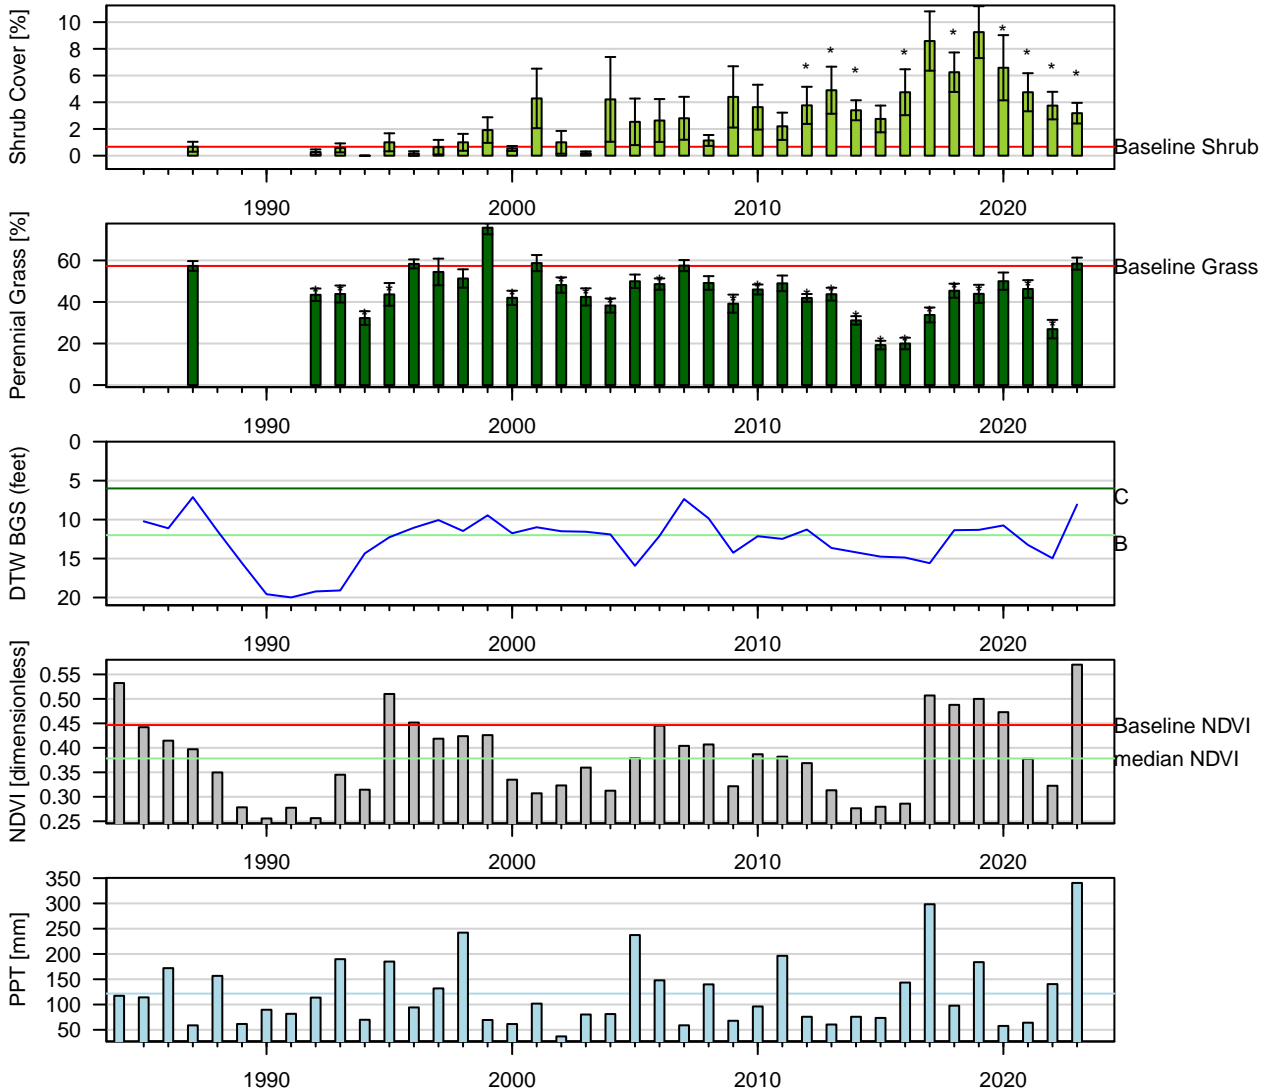 Shrub Cover [%]
10
8
6
4
2
0
* * * * * * * * *
Baseline Shrub
1990 2000 2010 2020
Perennial Grass [%]
60
40
20
0
Baseline Grass
1990 2000 2010 2020
DTW BGS (feet)
0
5
10
15
20
C
B
1990 2000 2010 2020
NDVI [dimensionless]
0.55
0.50
0.45
0.40
0.35
0.30
0.25
Baseline NDVI
median NDVI
1990 2000 2010 2020
PPT [mm]
350
300
250
200
150
100
50
1990 2000 2010 2020